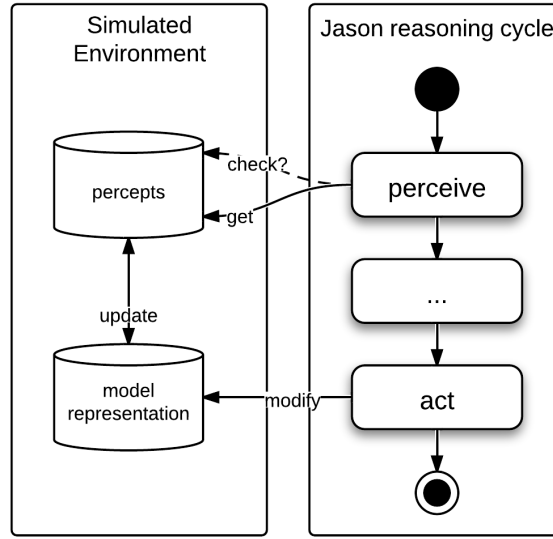 Simulated
Environment
Jason reasoning cycle
check?
percepts
perceive
get
...
update
model
representation
modify
act